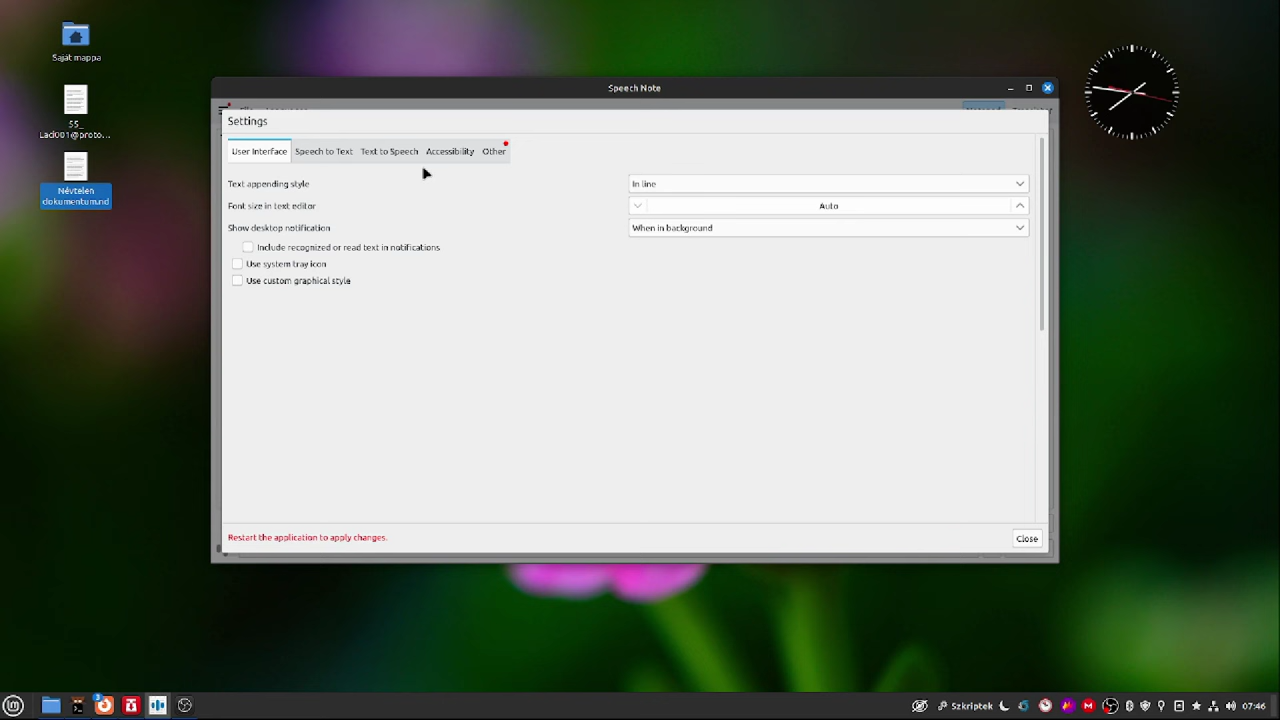 Saját mappa
55_
Laci001@proto...
Névtelen
dokumentum.md
Speech Note
Settings
User Interface
Speech to Text
Text to Speech
Accessibility
Other
Text appending style
In line
Font size in text editor
Auto
Show desktop notification
When in background
Include recognized or read text in notifications
Use system tray icon
Use custom graphical style
Restart the application to apply changes.
Close
3
Szkriptek
07:46